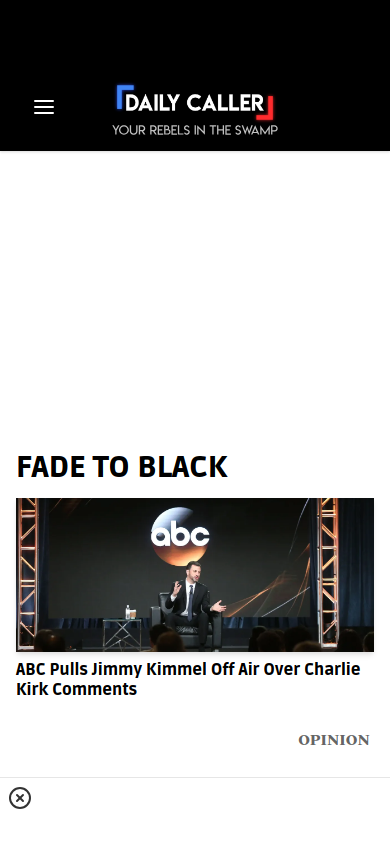 DAILY CALLER
YOUR REBELS IN THE SWAMP
FADE TO BLACK
abc
ABC Pulls Jimmy Kimmel Off Air Over Charlie
Kirk Comments
OPINION